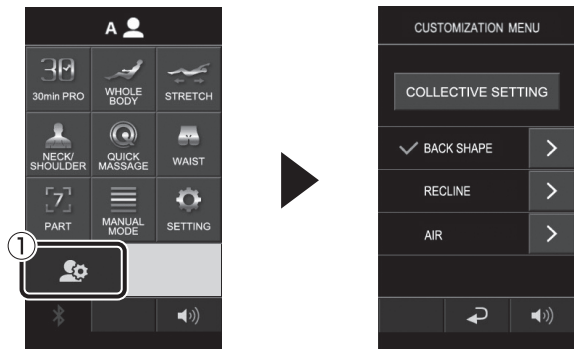 A
30
30min PRO
WHOLE
BODY
STRETCH
NECK/
SHOULDER
QUICK
MASSAGE
WAIST
7
PART
MANUAL
MODE
SETTING
①
CUSTOMIZATION MENU
COLLECTIVE SETTING
BACK SHAPE
RECLINE
AIR